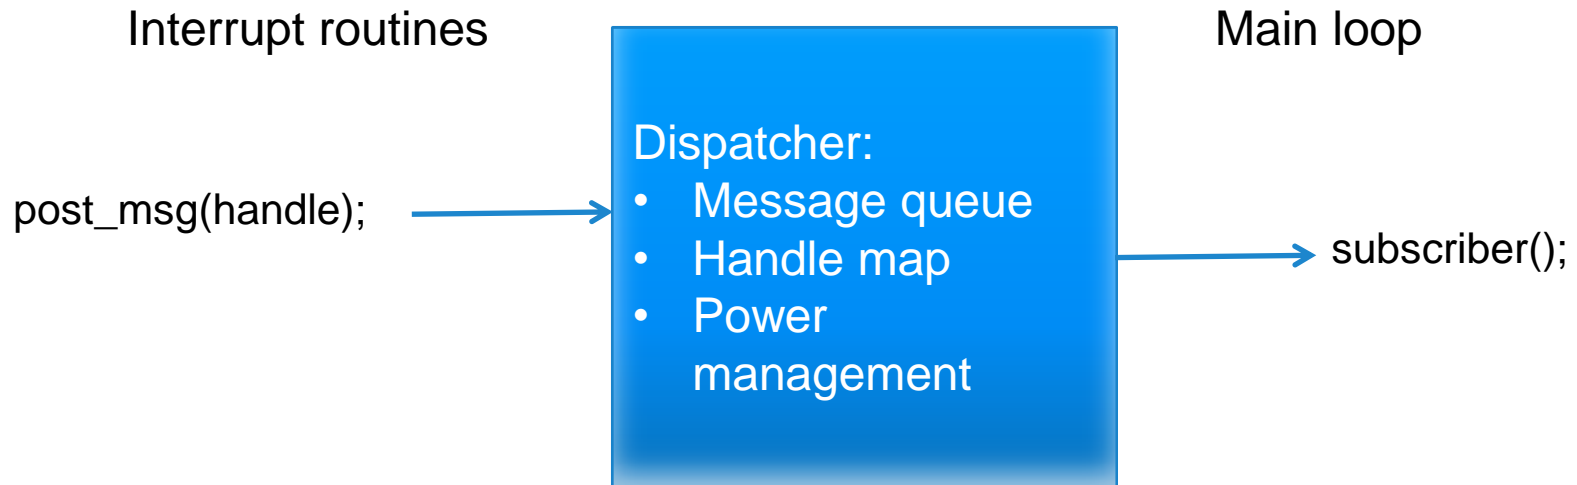 Interrupt routines
Main loop
post_msg(handle);
Dispatcher:
• Message queue
• Handle map
• Power
management
subscriber();